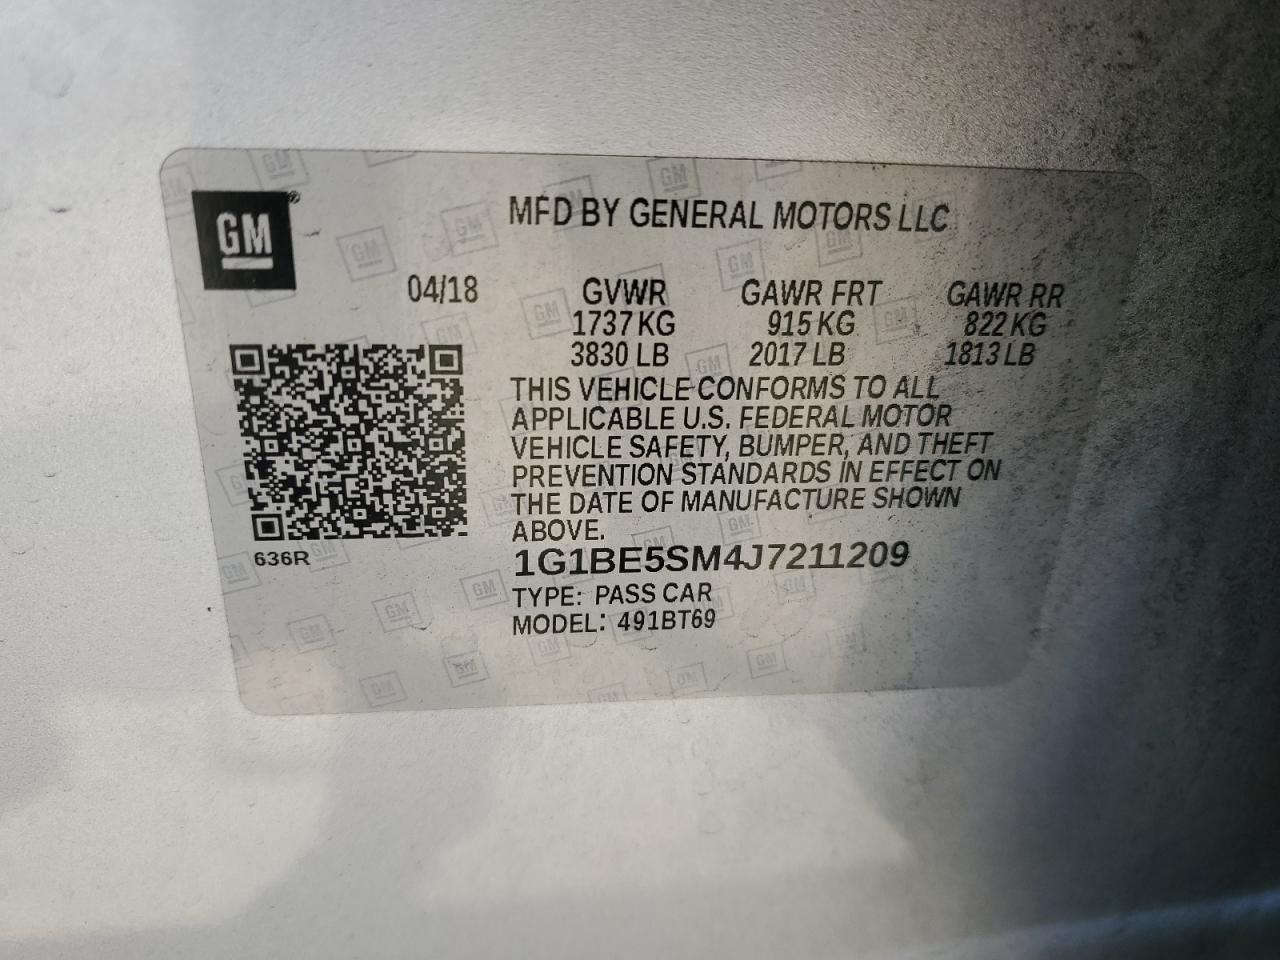 GM®
MFD BY GENERAL MOTORS LLC
04/18
GVWR GAWR FRT GAWR RR
1737 KG 915 KG 822 KG
3830 LB 2017 LB 1813 LB
THIS VEHICLE CONFORMS TO ALL
APPLICABLE U.S. FEDERAL MOTOR
VEHICLE SAFETY, BUMPER, AND THEFT
PREVENTION STANDARDS IN EFFECT ON
THE DATE OF MANUFACTURE SHOWN
ABOVE.
636R
1G1BE5SM4J7211209
TYPE: PASS CAR
MODEL: 491BT69